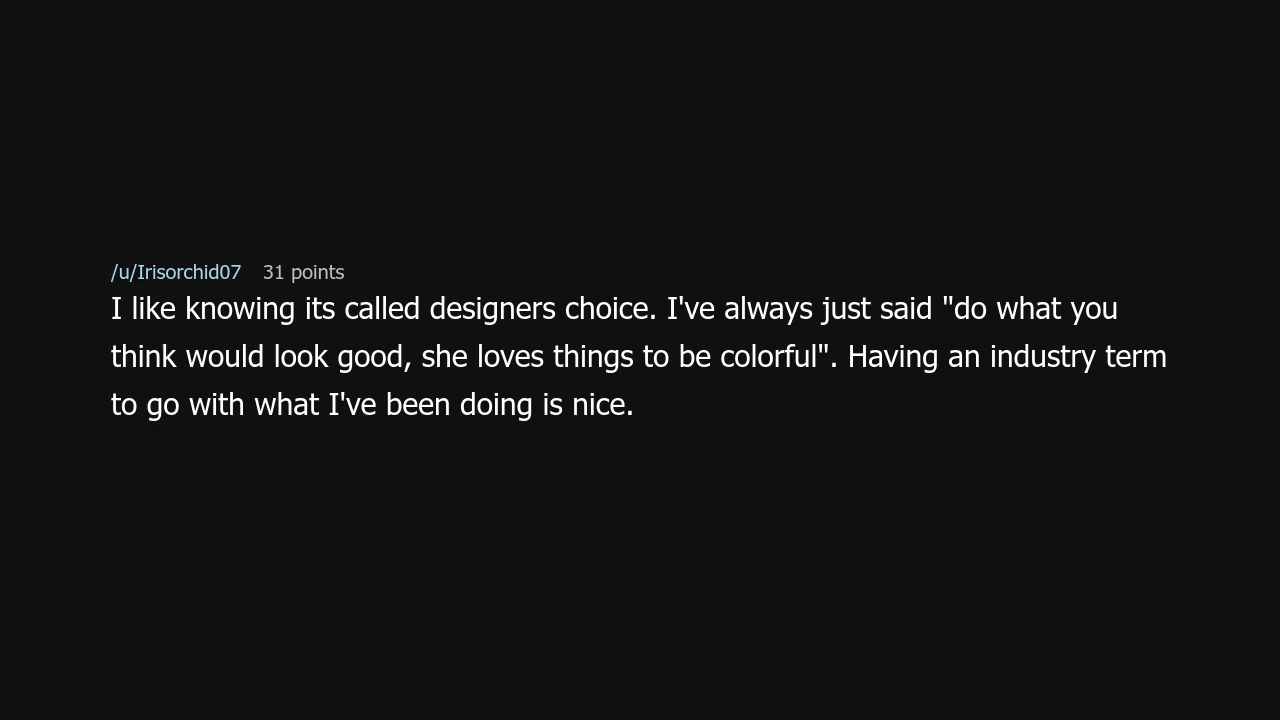 /u/Irisorchid07 31 points
I like knowing its called designers choice. I've always just said "do what you
think would look good, she loves things to be colorful". Having an industry term
to go with what I've been doing is nice.